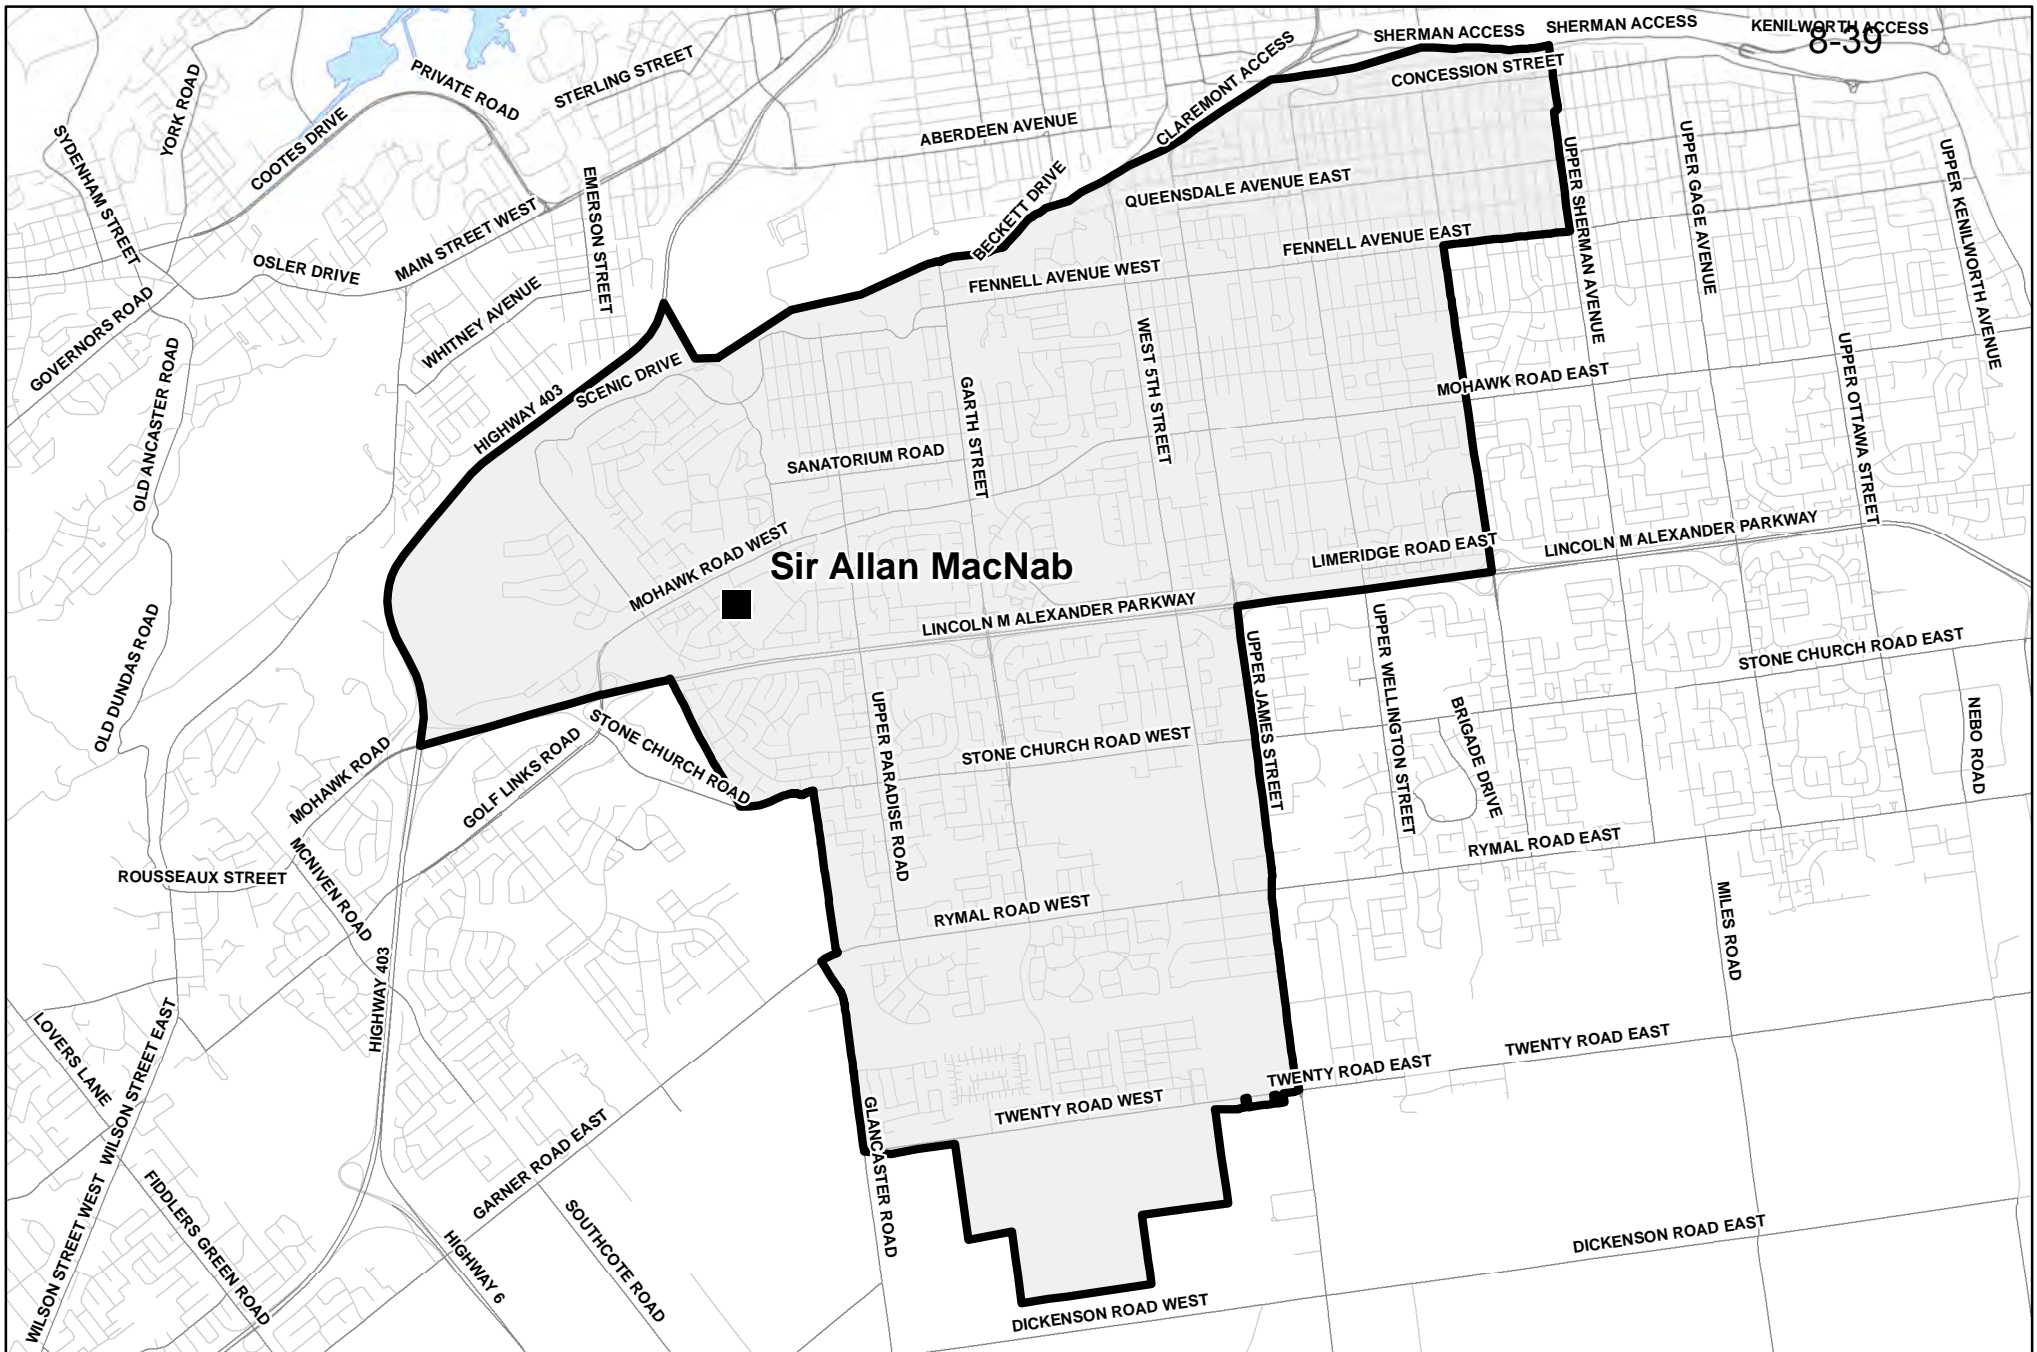 SHERMAN ACCESS
SHERMAN ACCESS
KENILWORTH ACCESS
8-39
CLAREMONT ACCESS
CONCESSION STREET
PRIVATE ROAD
STERLING STREET
YORK ROAD
COOTES DRIVE
SYDENHAM STREET
ABERDEEN AVENUE
UPPER SHERMAN AVENUE
UPPER GAGE AVENUE
UPPER KENILWORTH AVENUE
EMERSON STREET
BECKETT DRIVE
QUEENSDALE AVENUE EAST
MAIN STREET WEST
OSLER DRIVE
FENNELL AVENUE EAST
FENNELL AVENUE WEST
WHITNEY AVENUE
GOVERNORS ROAD
OLD ANCASTER ROAD
SCENIC DRIVE
HIGHWAY 403
WEST 5TH STREET
GARTH STREET
MOHAWK ROAD EAST
UPPER OTTAWA STREET
SANATORIUM ROAD
MOHAWK ROAD WEST
Sir Allan MacNab
LIMERIDGE ROAD EAST
LINCOLN M ALEXANDER PARKWAY
LINCOLN M ALEXANDER PARKWAY
OLD DUNDAS ROAD
UPPER JAMES STREET
UPPER WELLINGTON STREET
STONE CHURCH ROAD EAST
BRIGADE DRIVE
NEBO ROAD
STONE CHURCH ROAD
GOLF LINKS ROAD
MOHAWK ROAD
UPPER PARADISE ROAD
STONE CHURCH ROAD WEST
RYMAL ROAD EAST
ROUSSEAUX STREET
MCNIVEN ROAD
RYMAL ROAD WEST
MILES ROAD
HIGHWAY 403
LOVERS LANE
WILSON STREET EAST
TWENTY ROAD EAST
TWENTY ROAD EAST
TWENTY ROAD WEST
GLANCASTER ROAD
GARNER ROAD EAST
WILSON STREET WEST
FIDDLERS GREEN ROAD
HIGHWAY 6
SOUTHCOTE ROAD
DICKENSON ROAD EAST
DICKENSON ROAD WEST